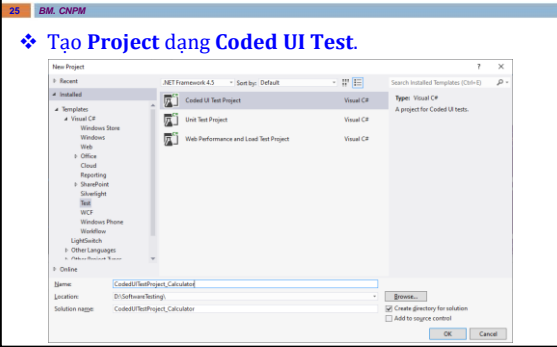 25 BM. CNPM
❖ Tạo Project dạng Coded UI Test.
New Project ? ×
Recent
.NET Framework 4.5 Sort by: Default Search Installed Templates (Ctrl+E)
Installed
Templates
Visual C#
Windows Store
Windows
Web
Office
Cloud
Reporting
SharePoint
Silverlight
Test
WCF
Windows Phone
Workflow
LightSwitch
Other Languages
Other Project Types
Online
Coded UI Test Project Visual C#
Unit Test Project Visual C#
Web Performance and Load Test Project Visual C#
Type: Visual C#
A project for Coded UI tests.
Name: CodedUITestProject_Calculator
Location: D:\SoftwareTesting\ Browse...
Solution name: CodedUITestProject_Calculator
Create directory for solution
Add to source control
OK Cancel